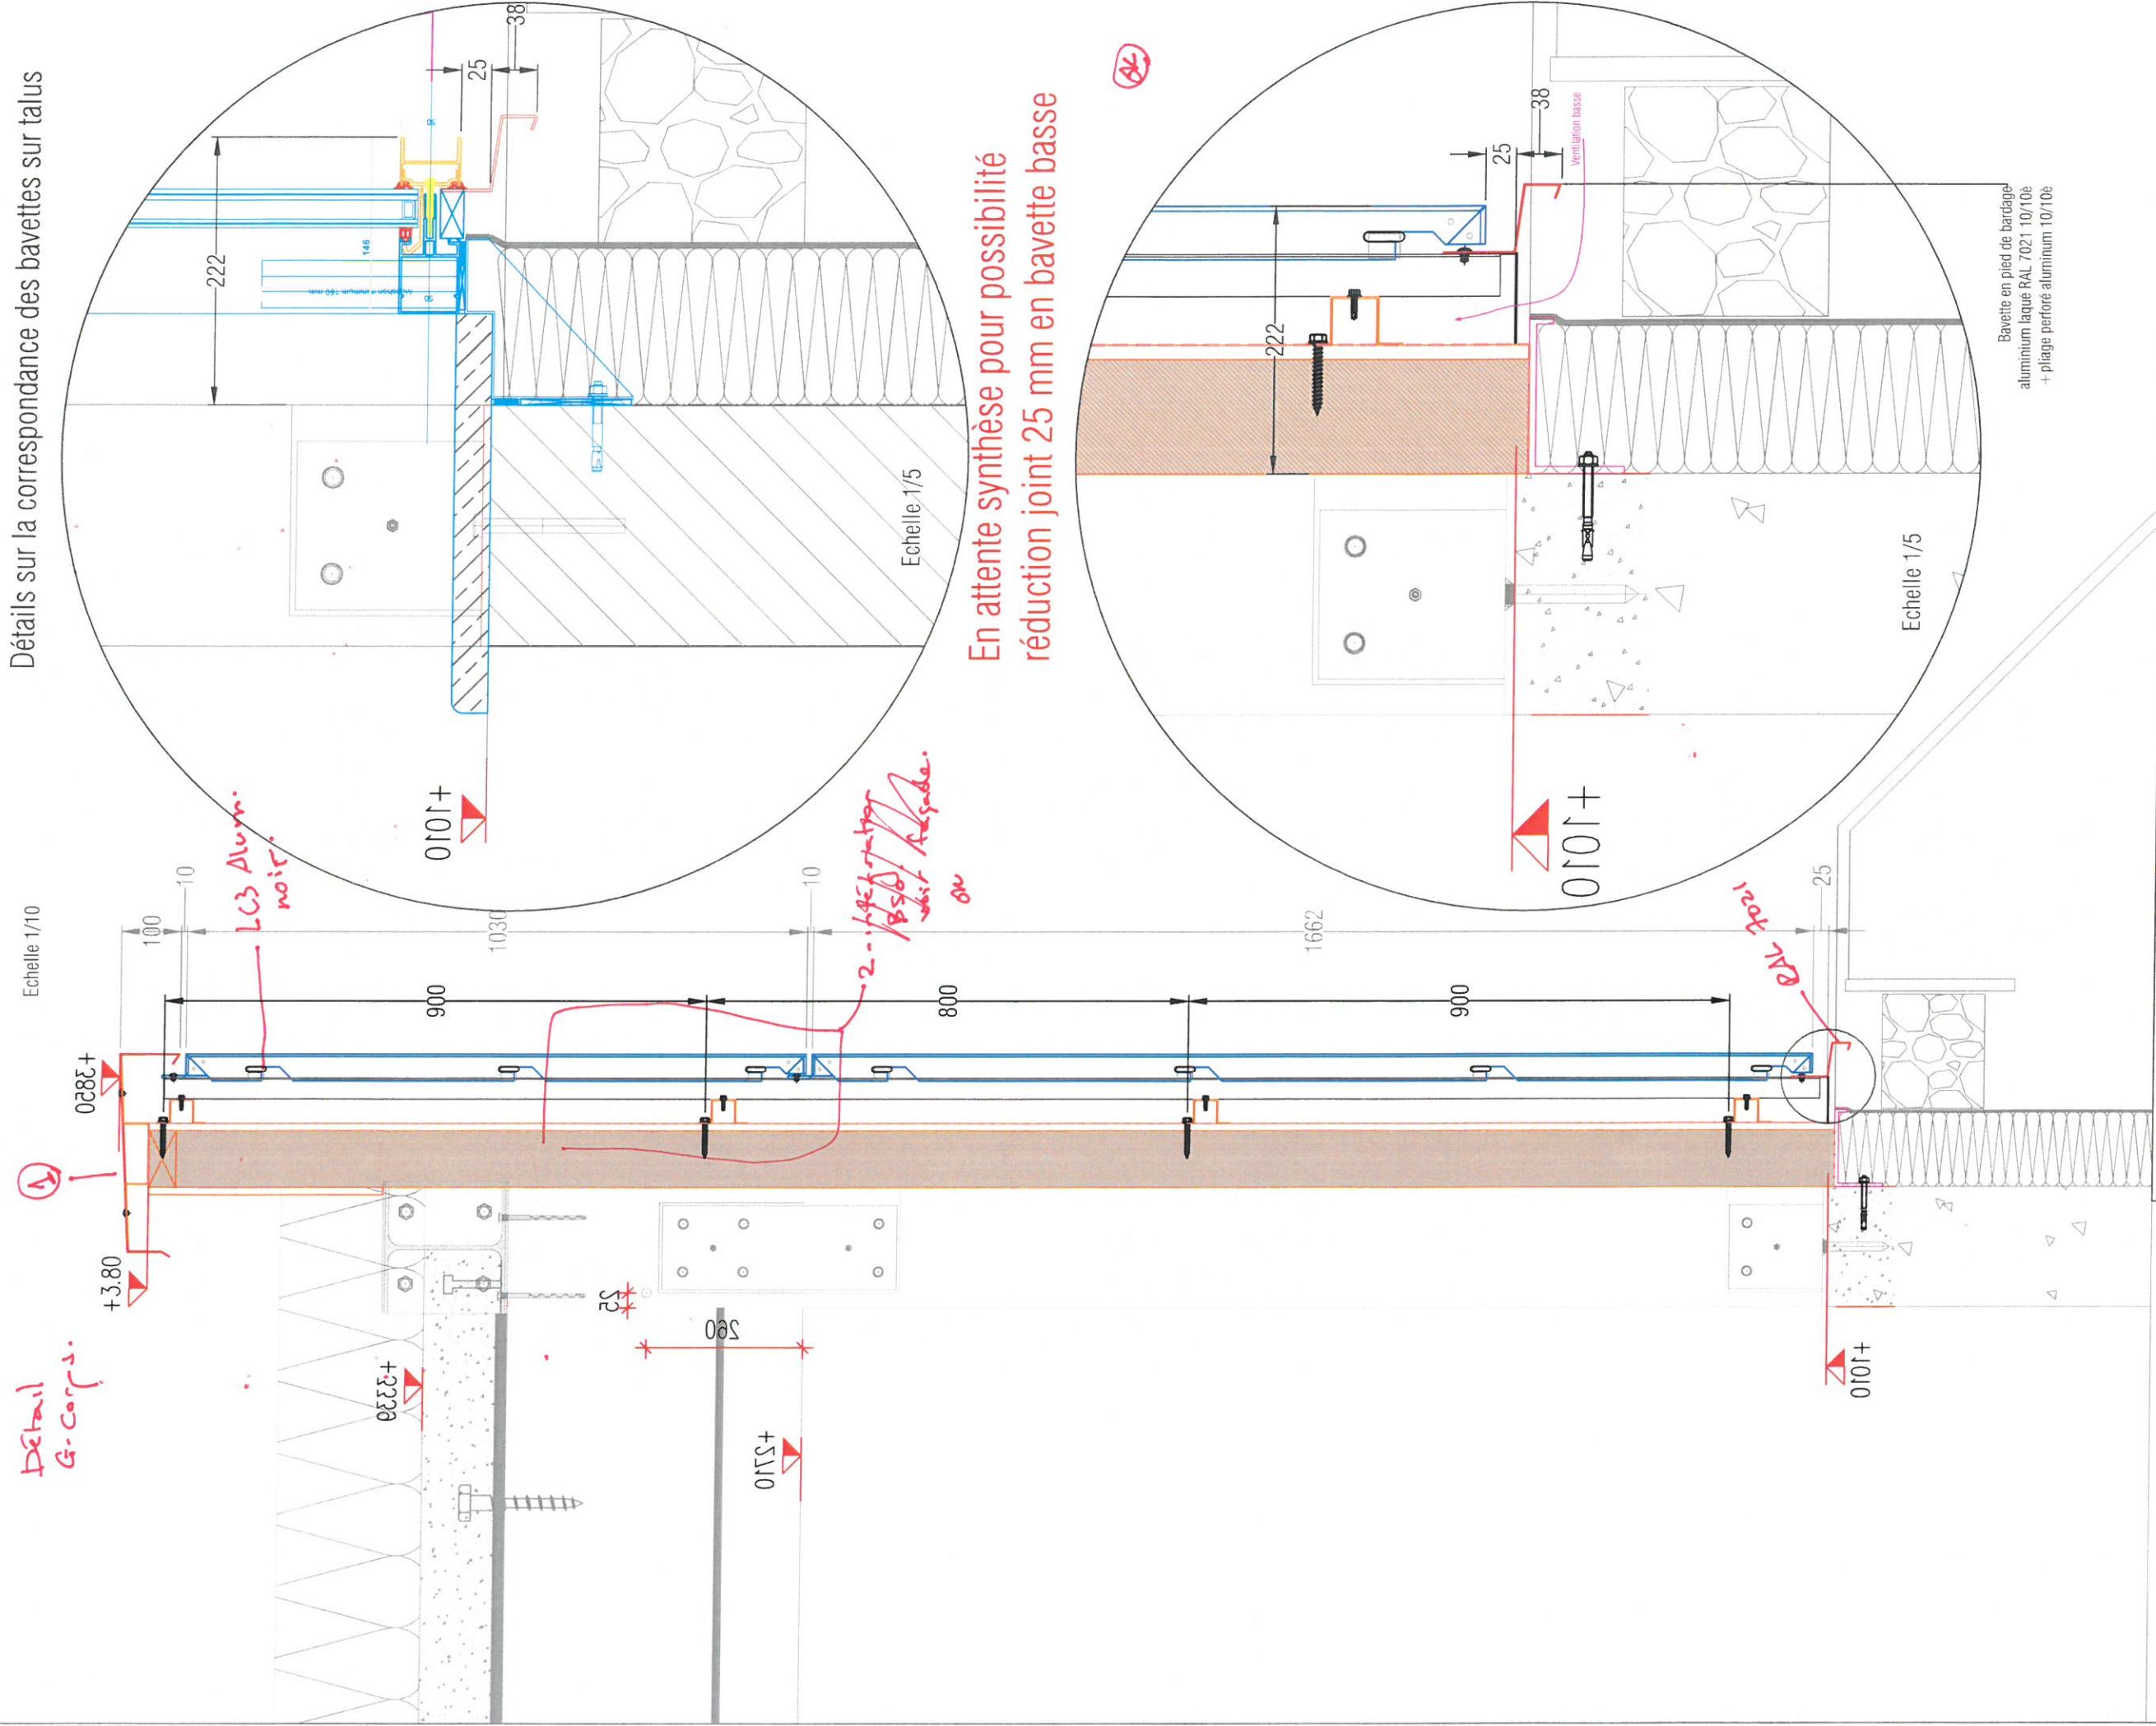 Détails sur la correspondance des bavettes sur talus
Echelle 1/10
Détail
G-Corps.
1
+3.80
+3850
100
10
LC3 Alum.
noir.
1030
10
1662
25
900
800
900
2
RAL 7021
+3339
25
260
+2710
+1010
222
146
25
38
+1010
Echelle 1/5
En attente synthèse pour possibilité
réduction joint 25 mm en bavette basse
222
25
38
Ventilation basse
+1010
Echelle 1/5
Bavette en pied de bardage
aluminium laqué RAL 7021 10/10è
+ pliage perforé aluminium 10/10è